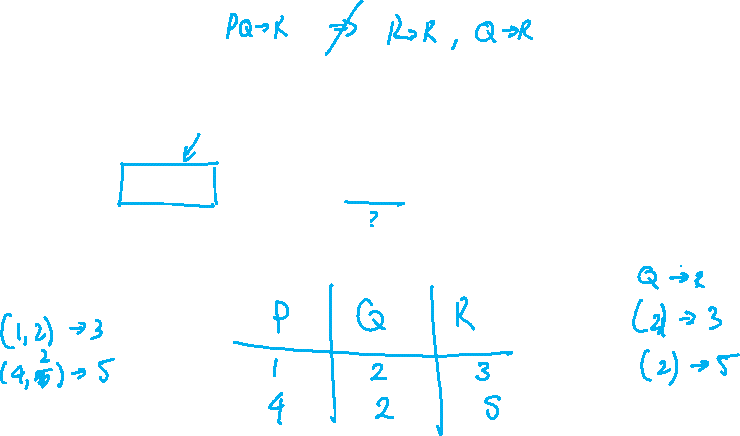 PQ→R ⇏ R→R, Q→R
?
Q→R
(1,2)→3
(4,2)→5
P Q R
1 2 3
4 2 5
(2)→3
(2)→5